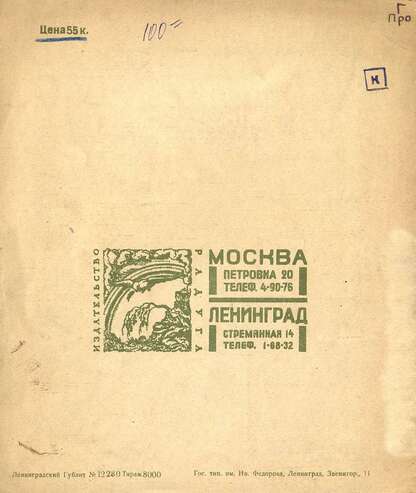 Г
Про
Цена 55 к.
100=
к
ИЗДАТЕЛЬСТВО
РАДУГА
МОСКВА
ПЕТРОВКА 20
ТЕЛЕФ. 4-90-76
ЛЕНИНГРАД
СТРЕМЯННАЯ 14
ТЕЛЕФ. 1-68-32
Ленинградский Гублит № 12280 Тираж 8000
Гос. тип. им. Ив. Федорова, Ленинград, Звенигор., 11